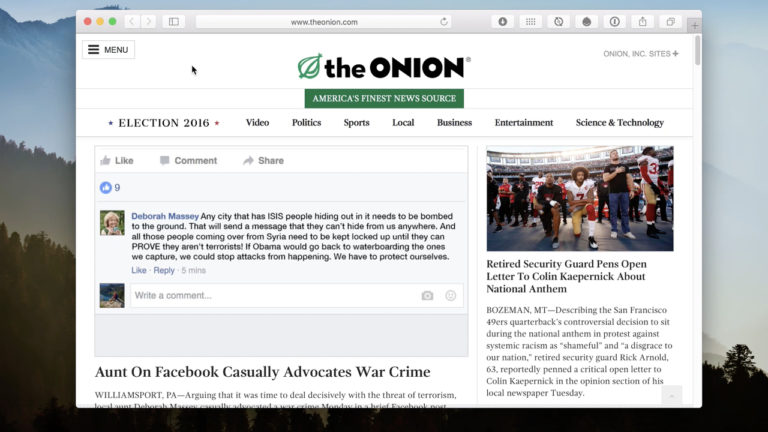 www.theonion.com
MENU
the ONION®
ONION, INC. SITES +
AMERICA'S FINEST NEWS SOURCE
★ ELECTION 2016 ★
Video
Politics
Sports
Local
Business
Entertainment
Science & Technology
Like
Comment
Share
9
Deborah Massey Any city that has ISIS people hiding out in it needs to be bombed
to the ground. That will send a message that they can't hide from us anywhere. And
all those people coming over from Syria need to be kept locked up until they can
PROVE they aren't terrorists! If Obama would go back to waterboarding the ones
we capture, we could stop attacks from happening. We have to protect ourselves.
Like · Reply · 5 mins
Write a comment...
Aunt On Facebook Casually Advocates War Crime
WILLIAMSPORT, PA—Arguing that it was time to deal decisively with the threat of terrorism,
local aunt Deborah Massey casually advocated a war crime Monday in a brief Facebook post
7
Retired Security Guard Pens Open
Letter To Colin Kaepernick About
National Anthem
BOZEMAN, MT—Describing the San Francisco
49ers quarterback's controversial decision to sit
during the national anthem in protest against
systemic racism as “shameful” and “a disgrace to
our nation,” retired security guard Rick Arnold,
63, reportedly penned a critical open letter to
Colin Kaepernick in the opinion section of his
local newspaper Tuesday.